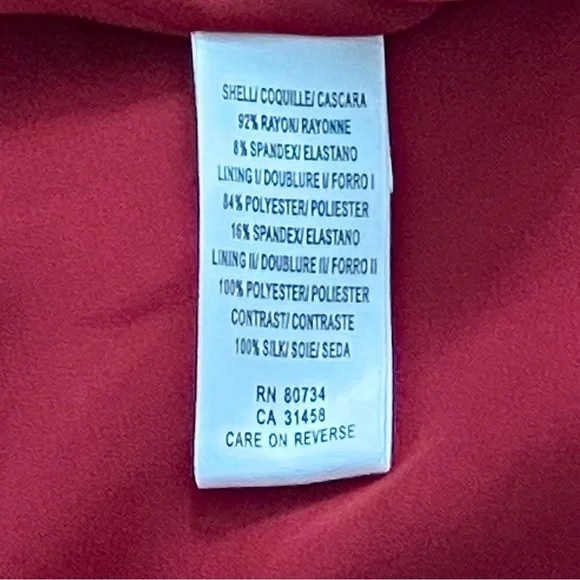 SHELL/ COQUILLE/ CASCARA
92% RAYON/ RAYONNE
8% SPANDEX/ ELASTANO
LINING I/ DOUBLURE I/ FORRO I
84% POLYESTER/ POLIESTER
16% SPANDEX/ ELASTANO
LINING II/ DOUBLURE II/ FORRO II
100% POLYESTER/ POLIESTER
CONTRAST/ CONTRASTE
100% SILK/ SOIE/ SEDA
RN 80734
CA 31458
CARE ON REVERSE